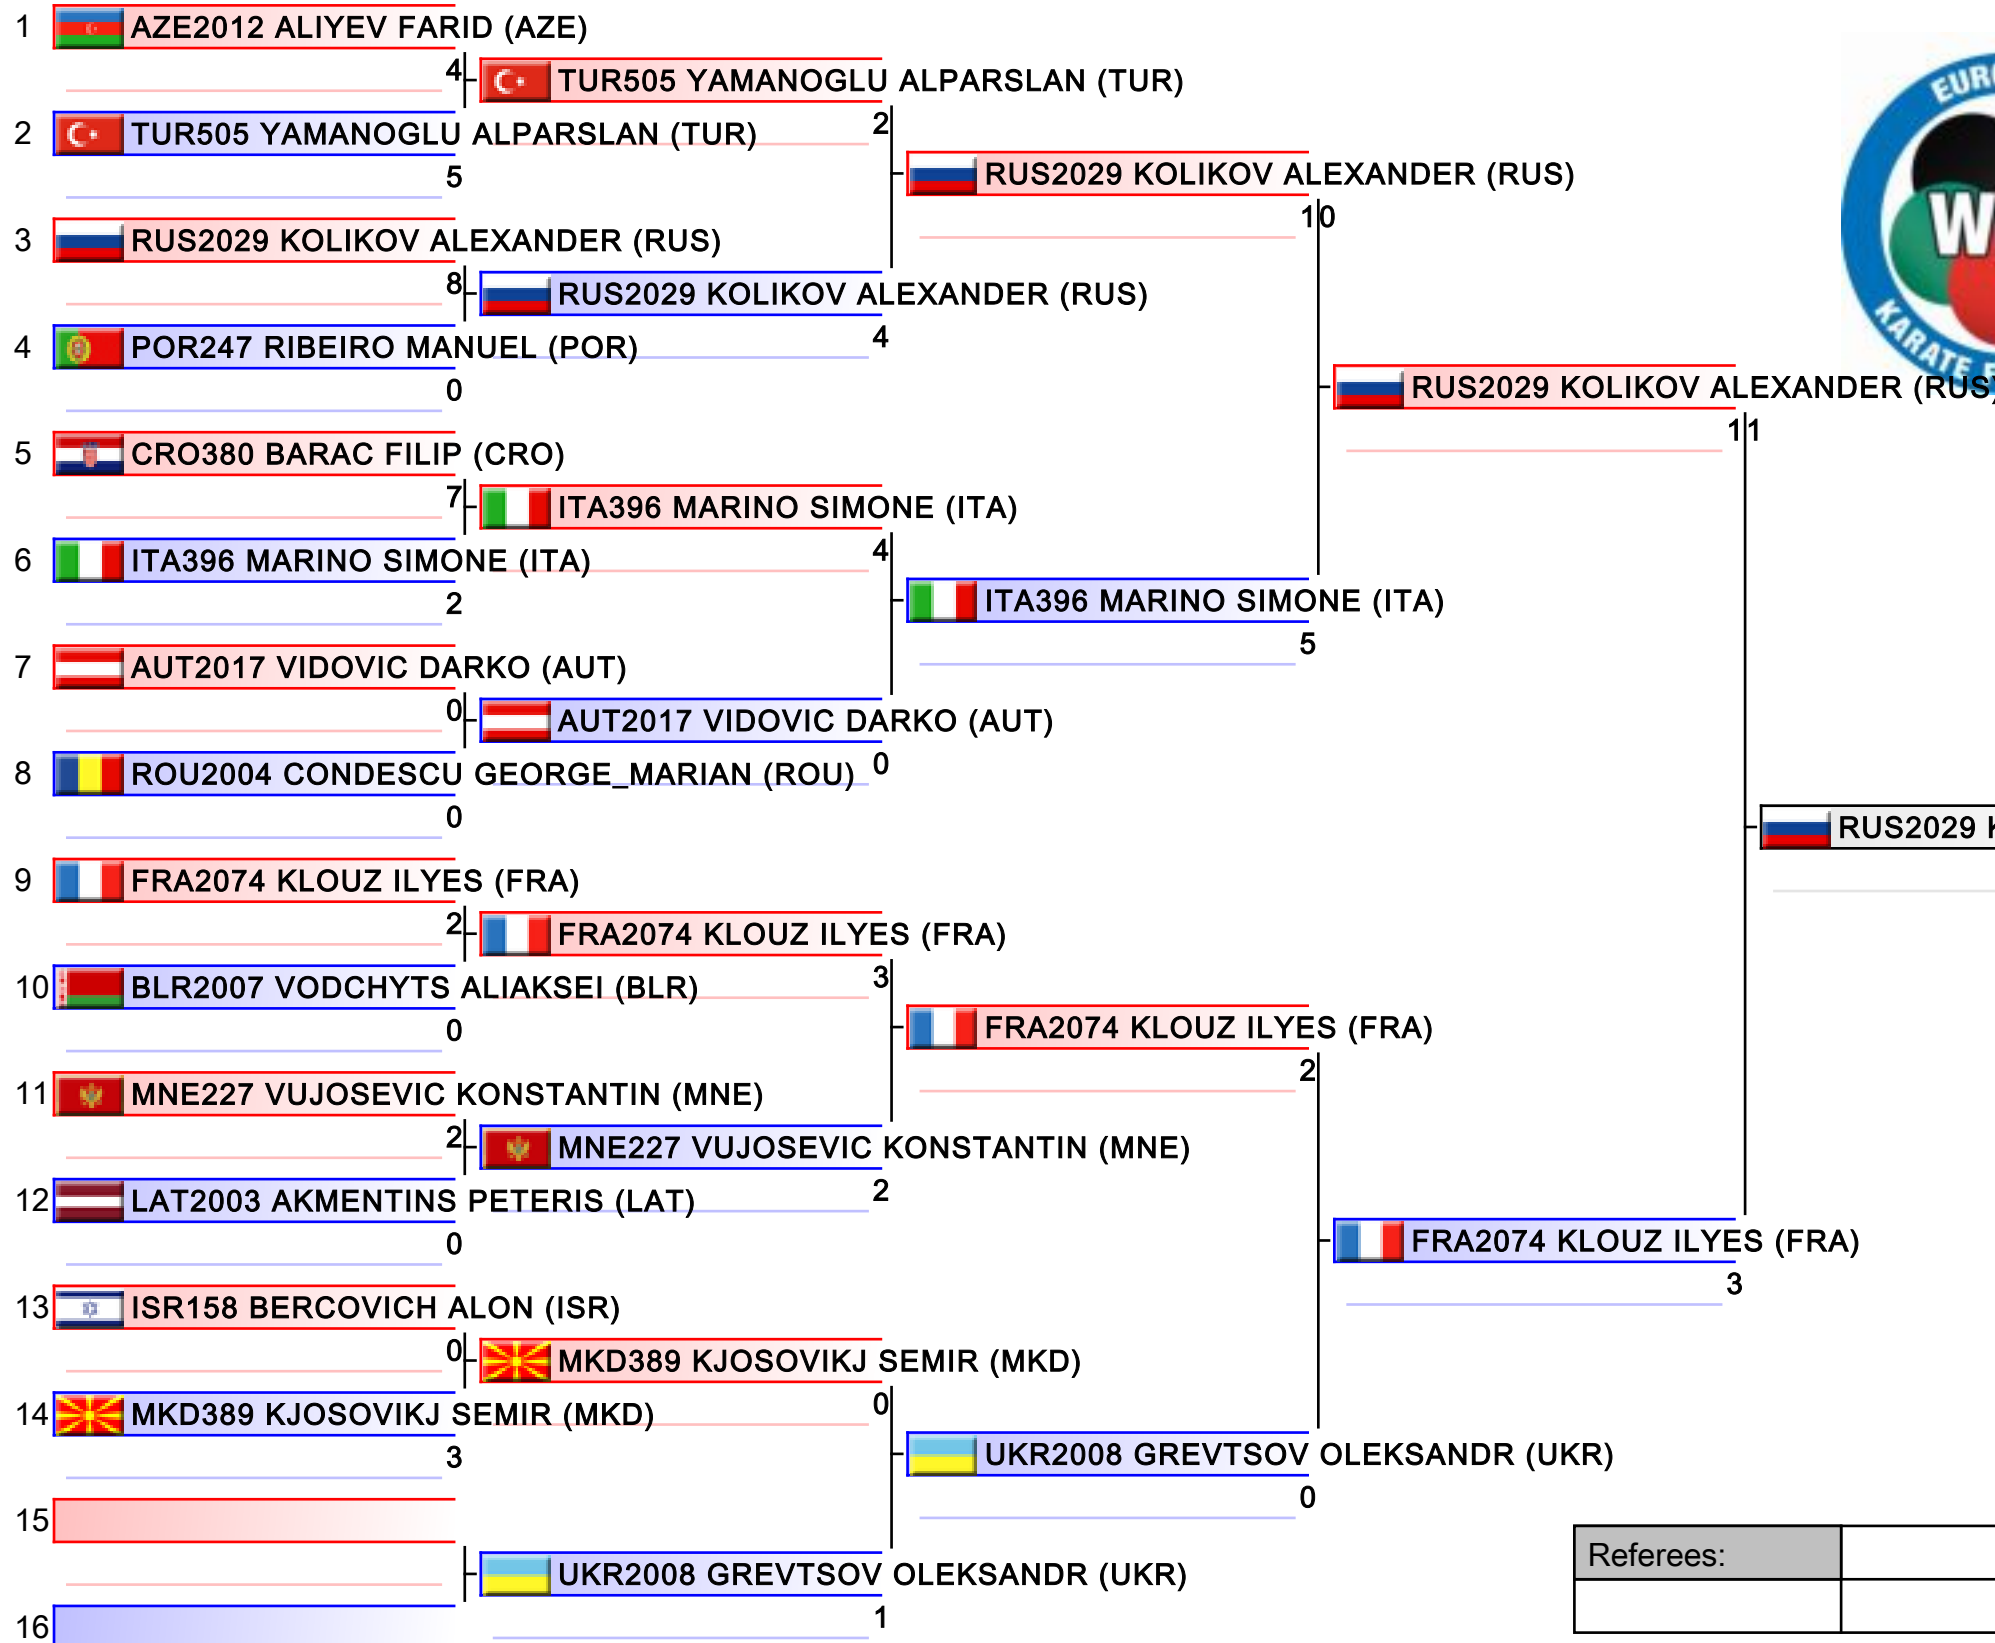 1 AZE2012 ALIYEV FARID (AZE)
4
TUR505 YAMANOGLU ALPARSLAN (TUR)
2
2 TUR505 YAMANOGLU ALPARSLAN (TUR)
5
RUS2029 KOLIKOV ALEXANDER (RUS)
10
3 RUS2029 KOLIKOV ALEXANDER (RUS)
8
RUS2029 KOLIKOV ALEXANDER (RUS)
4
4 POR247 RIBEIRO MANUEL (POR)
0
RUS2029 KOLIKOV ALEXANDER (RUS)
11
5 CRO380 BARAC FILIP (CRO)
7
ITA396 MARINO SIMONE (ITA)
4
6 ITA396 MARINO SIMONE (ITA)
2
ITA396 MARINO SIMONE (ITA)
5
7 AUT2017 VIDOVIC DARKO (AUT)
0
AUT2017 VIDOVIC DARKO (AUT)
0
8 ROU2004 CONDESCU GEORGE_MARIAN (ROU)
0
RUS2029
9 FRA2074 KLOUZ ILYES (FRA)
2
FRA2074 KLOUZ ILYES (FRA)
3
10 BLR2007 VODCHYTS ALIAKSEI (BLR)
0
FRA2074 KLOUZ ILYES (FRA)
2
11 MNE227 VUJOSEVIC KONSTANTIN (MNE)
2
MNE227 VUJOSEVIC KONSTANTIN (MNE)
2
12 LAT2003 AKMENTINS PETERIS (LAT)
0
FRA2074 KLOUZ ILYES (FRA)
3
13 ISR158 BERCOVICH ALON (ISR)
0
MKD389 KJOSOVIKJ SEMIR (MKD)
0
14 MKD389 KJOSOVIKJ SEMIR (MKD)
3
UKR2008 GREVTSOV OLEKSANDR (UKR)
0
15
UKR2008 GREVTSOV OLEKSANDR (UKR)
1
16
Referees:
KARATE